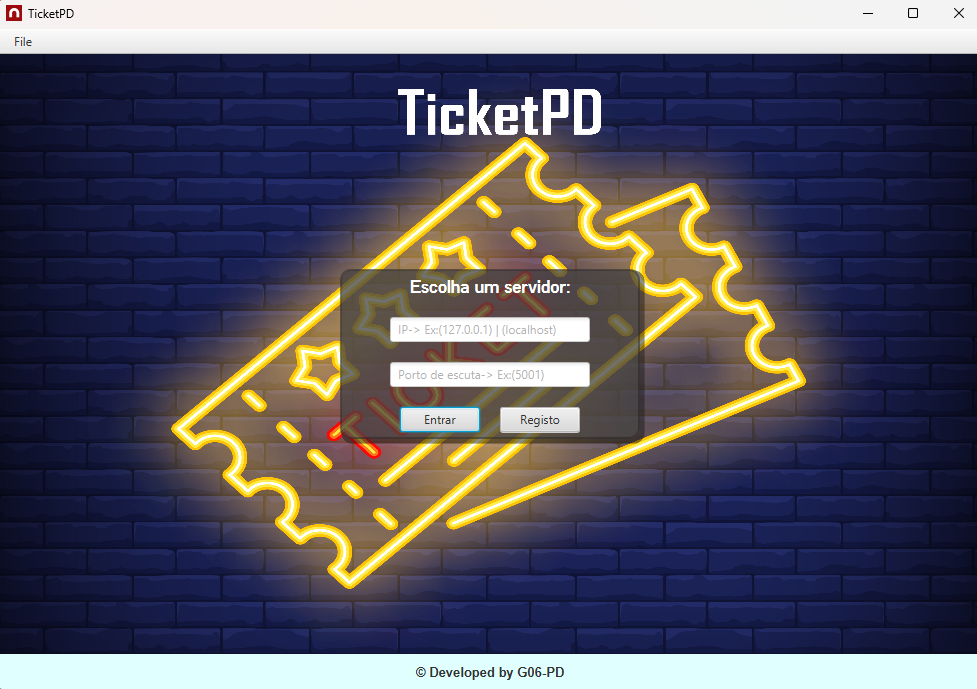 TicketPD
File
TicketPD
TICKET
Escolha um servidor:
IP-> Ex:(127.0.0.1) | (localhost)
Porto de escuta-> Ex:(5001)
Entrar Registo
© Developed by G06-PD